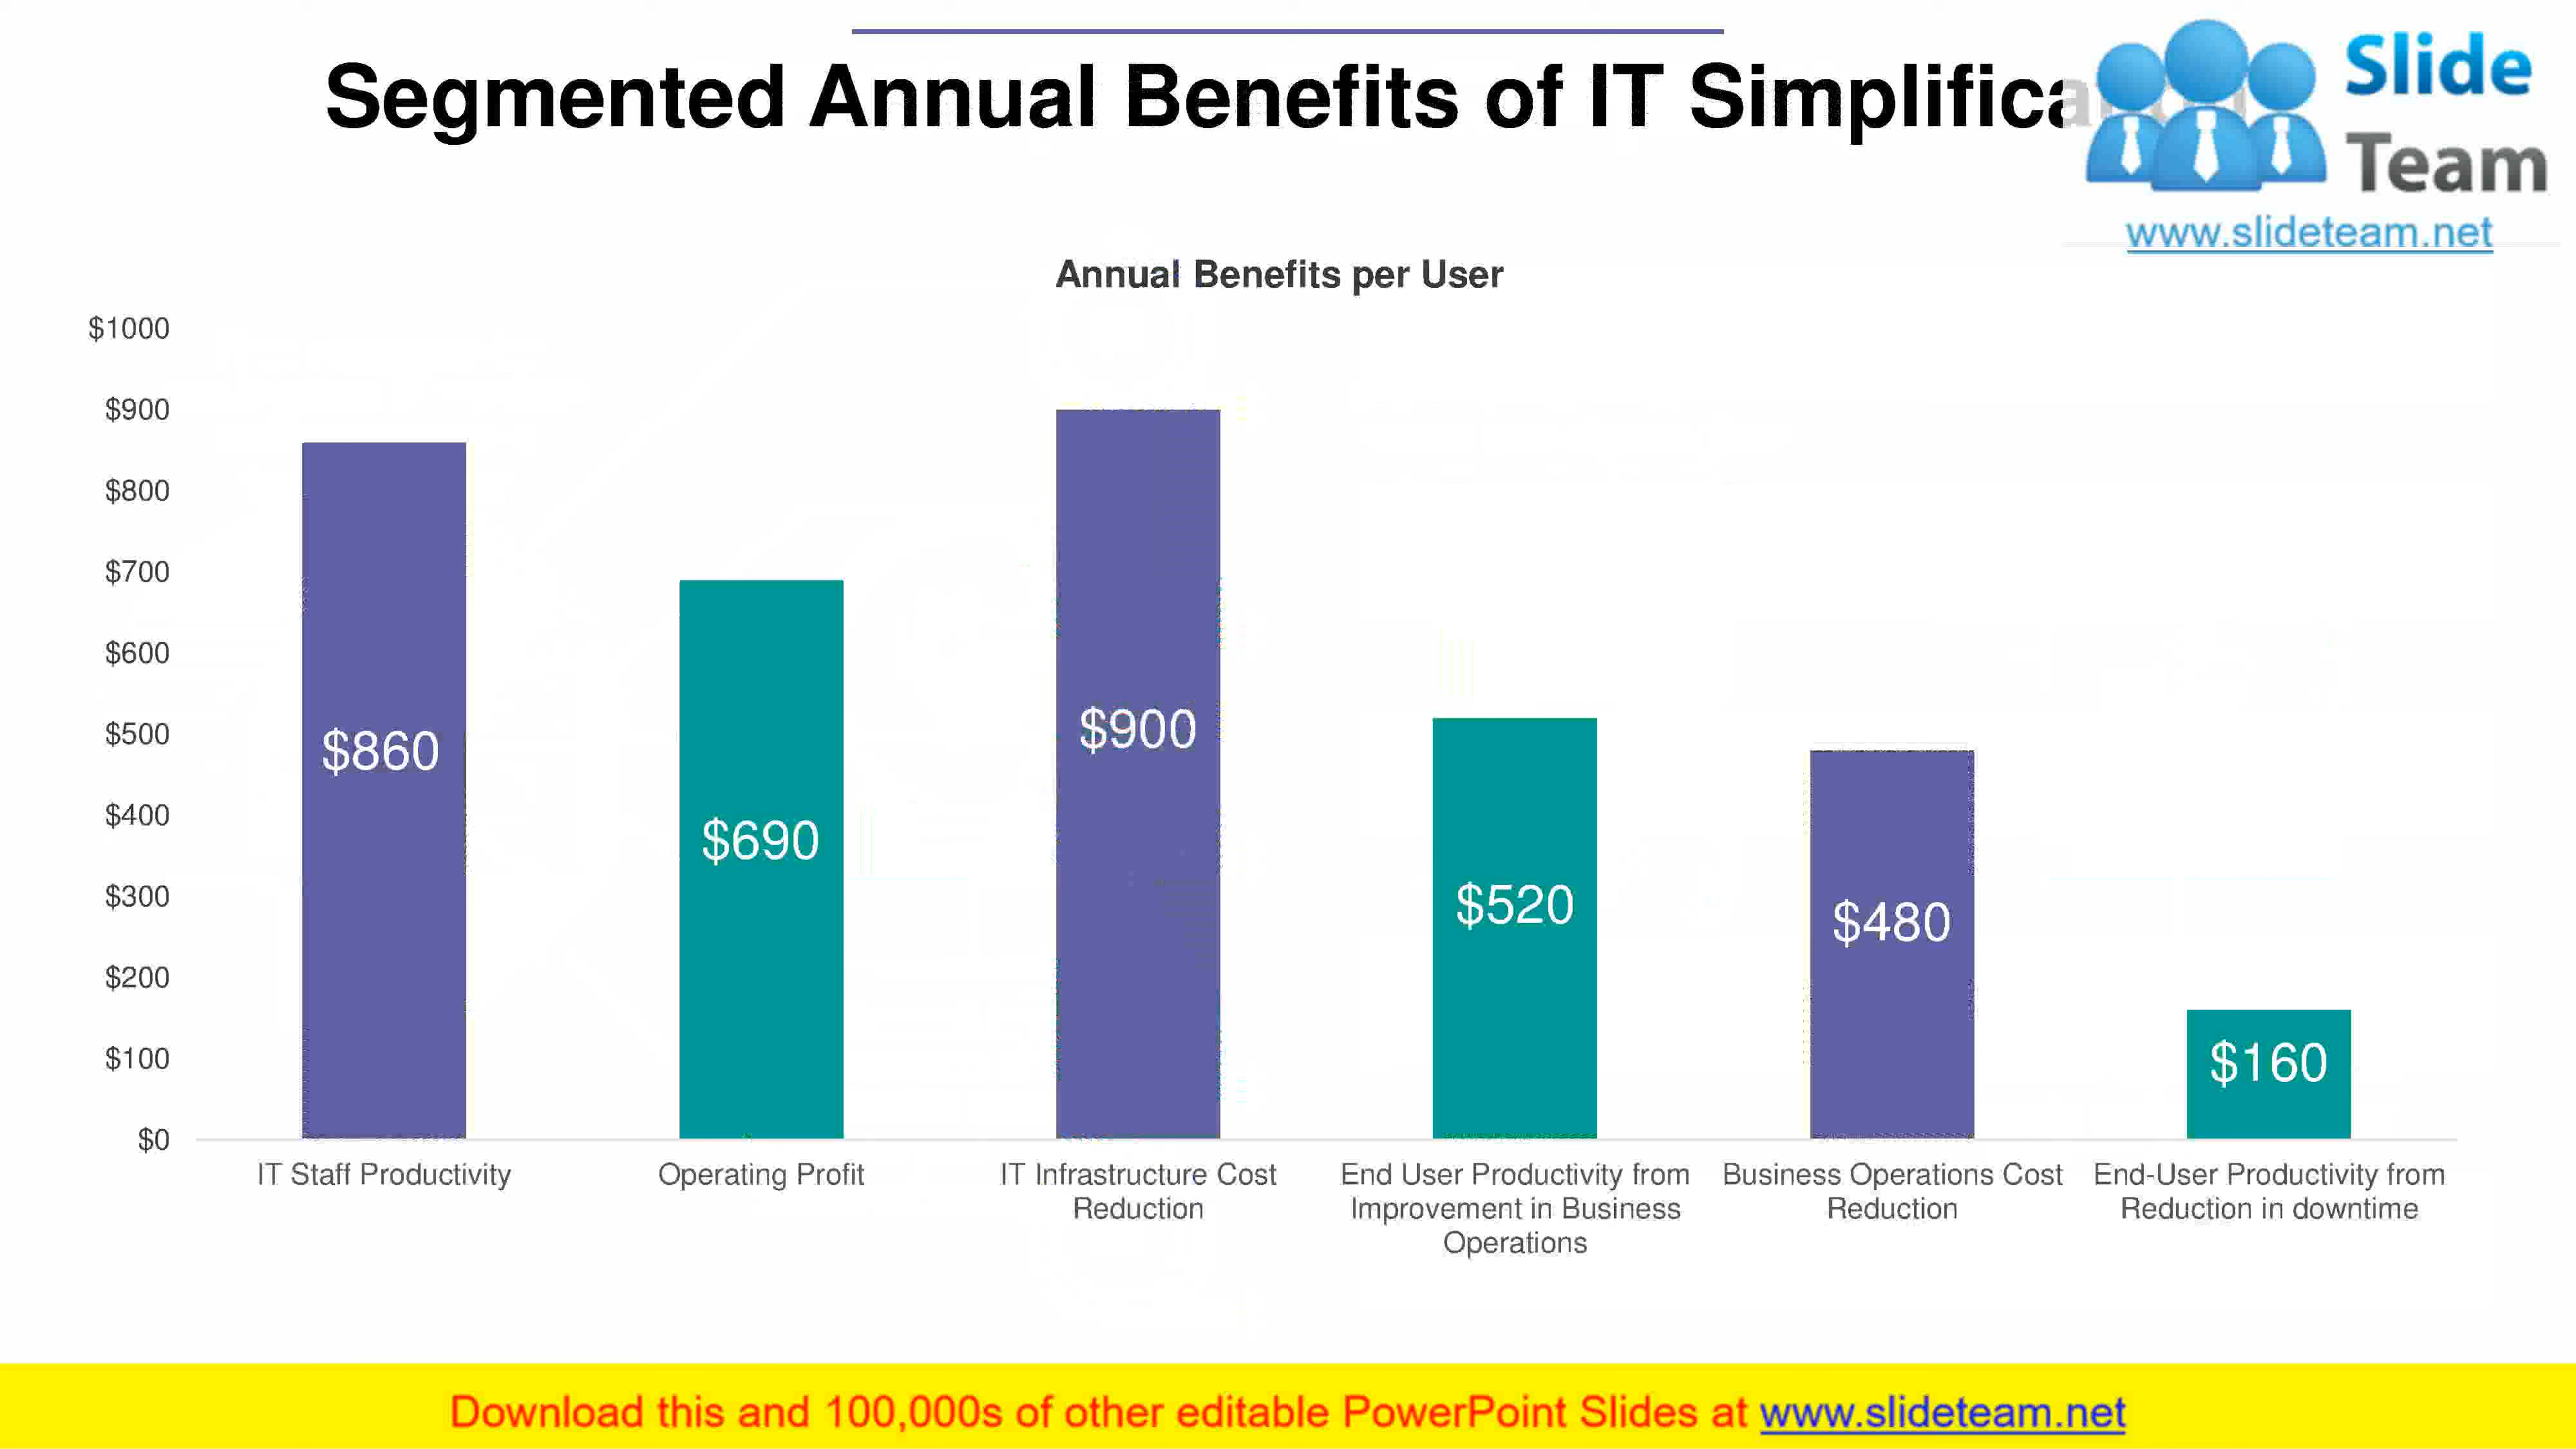 Segmented Annual Benefits of IT
Slide
Team
www.slideteam.net
Annual Benefits per User
$1000
$900
$800
$700
$600
$500
$400
$300
$200
$100
$0
$860
$690
$900
$520
$480
$160
IT Staff Productivity
Operating Profit
IT Infrastructure Cost
Reduction
End User Productivity from
Improvement in Business
Operations
Business Operations Cost
Reduction
End-User Productivity from
Reduction in downtime
Download this and 100,000s of other editable PowerPoint Slides at www.slideteam.net